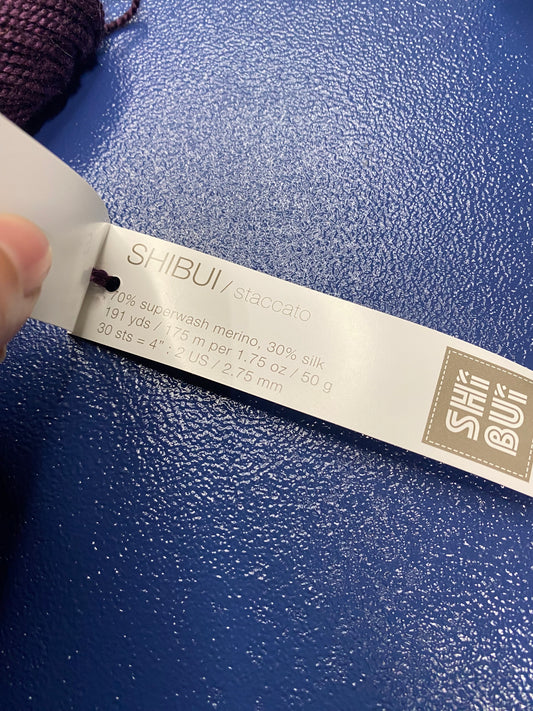 SHIBUI / staccato
70% superwash merino, 30% silk
191 yds / 175 m per 1.75 oz / 50 g
30 sts = 4" : 2 US / 2.75 mm
SHI
BUI